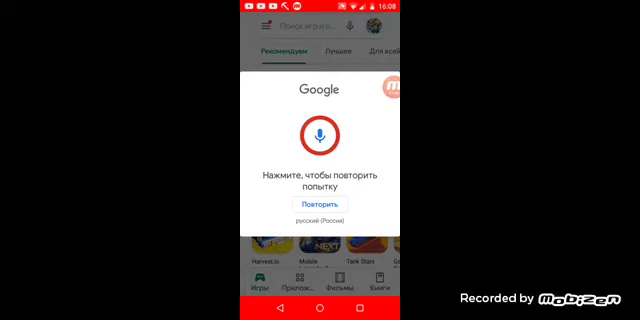 16:08
Поиск игр и п...
Рекомендуем Лучшее Для всей
Google
Нажмите, чтобы повторить
попытку
Повторить
русский (Россия)
Harvest.io Mobile Tank Stars
Игры Прилож... Фильмы Книги
Recorded by MOBIZEN